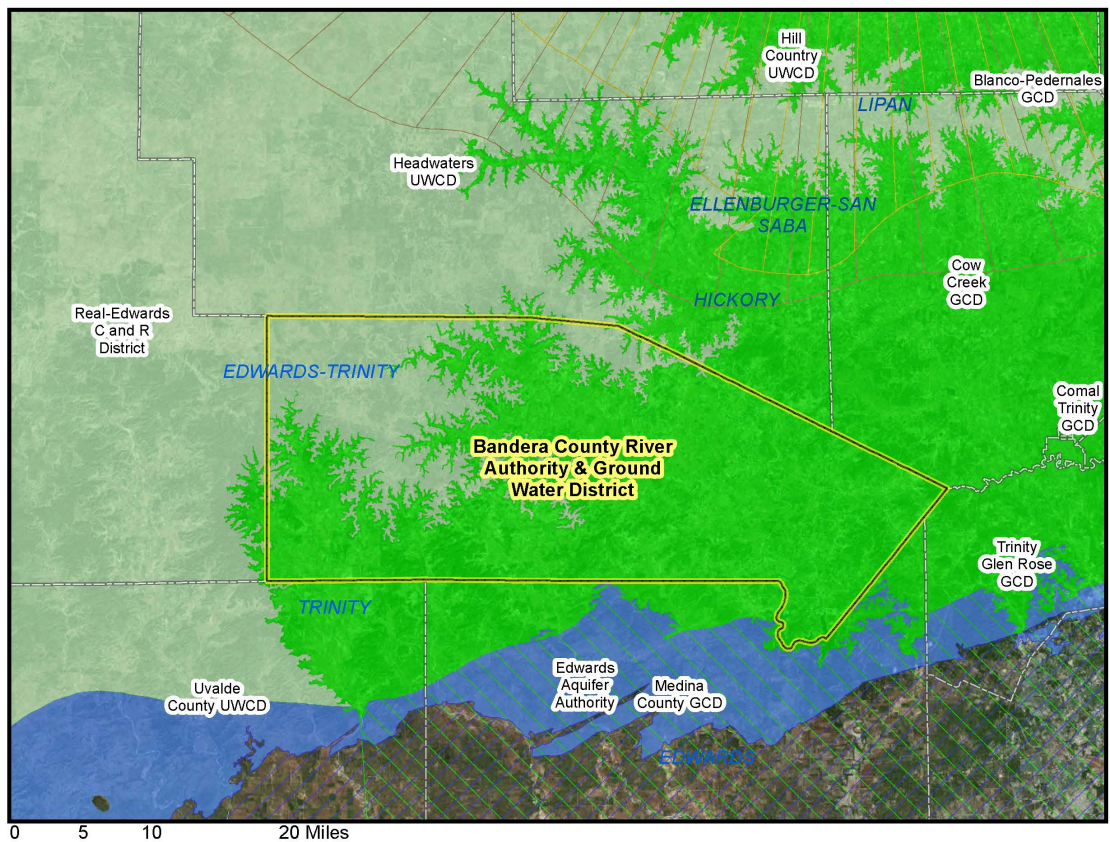 Hill
Country
UWCD
Blanco-Pedernales
GCD
LIPAN
Headwaters
UWCD
ELLENBURGER-SAN
SABA
Cow
Creek
GCD
HICKORY
Real-Edwards
C and R
District
EDWARDS-TRINITY
Comal
Trinity
GCD
Bandera County River
Authority & Ground
Water District
Trinity
Glen Rose
GCD
TRINITY
Edwards
Aquifer
Authority
Medina
County GCD
Uvalde
County UWCD
EDWARDS
0 5 10 20 Miles